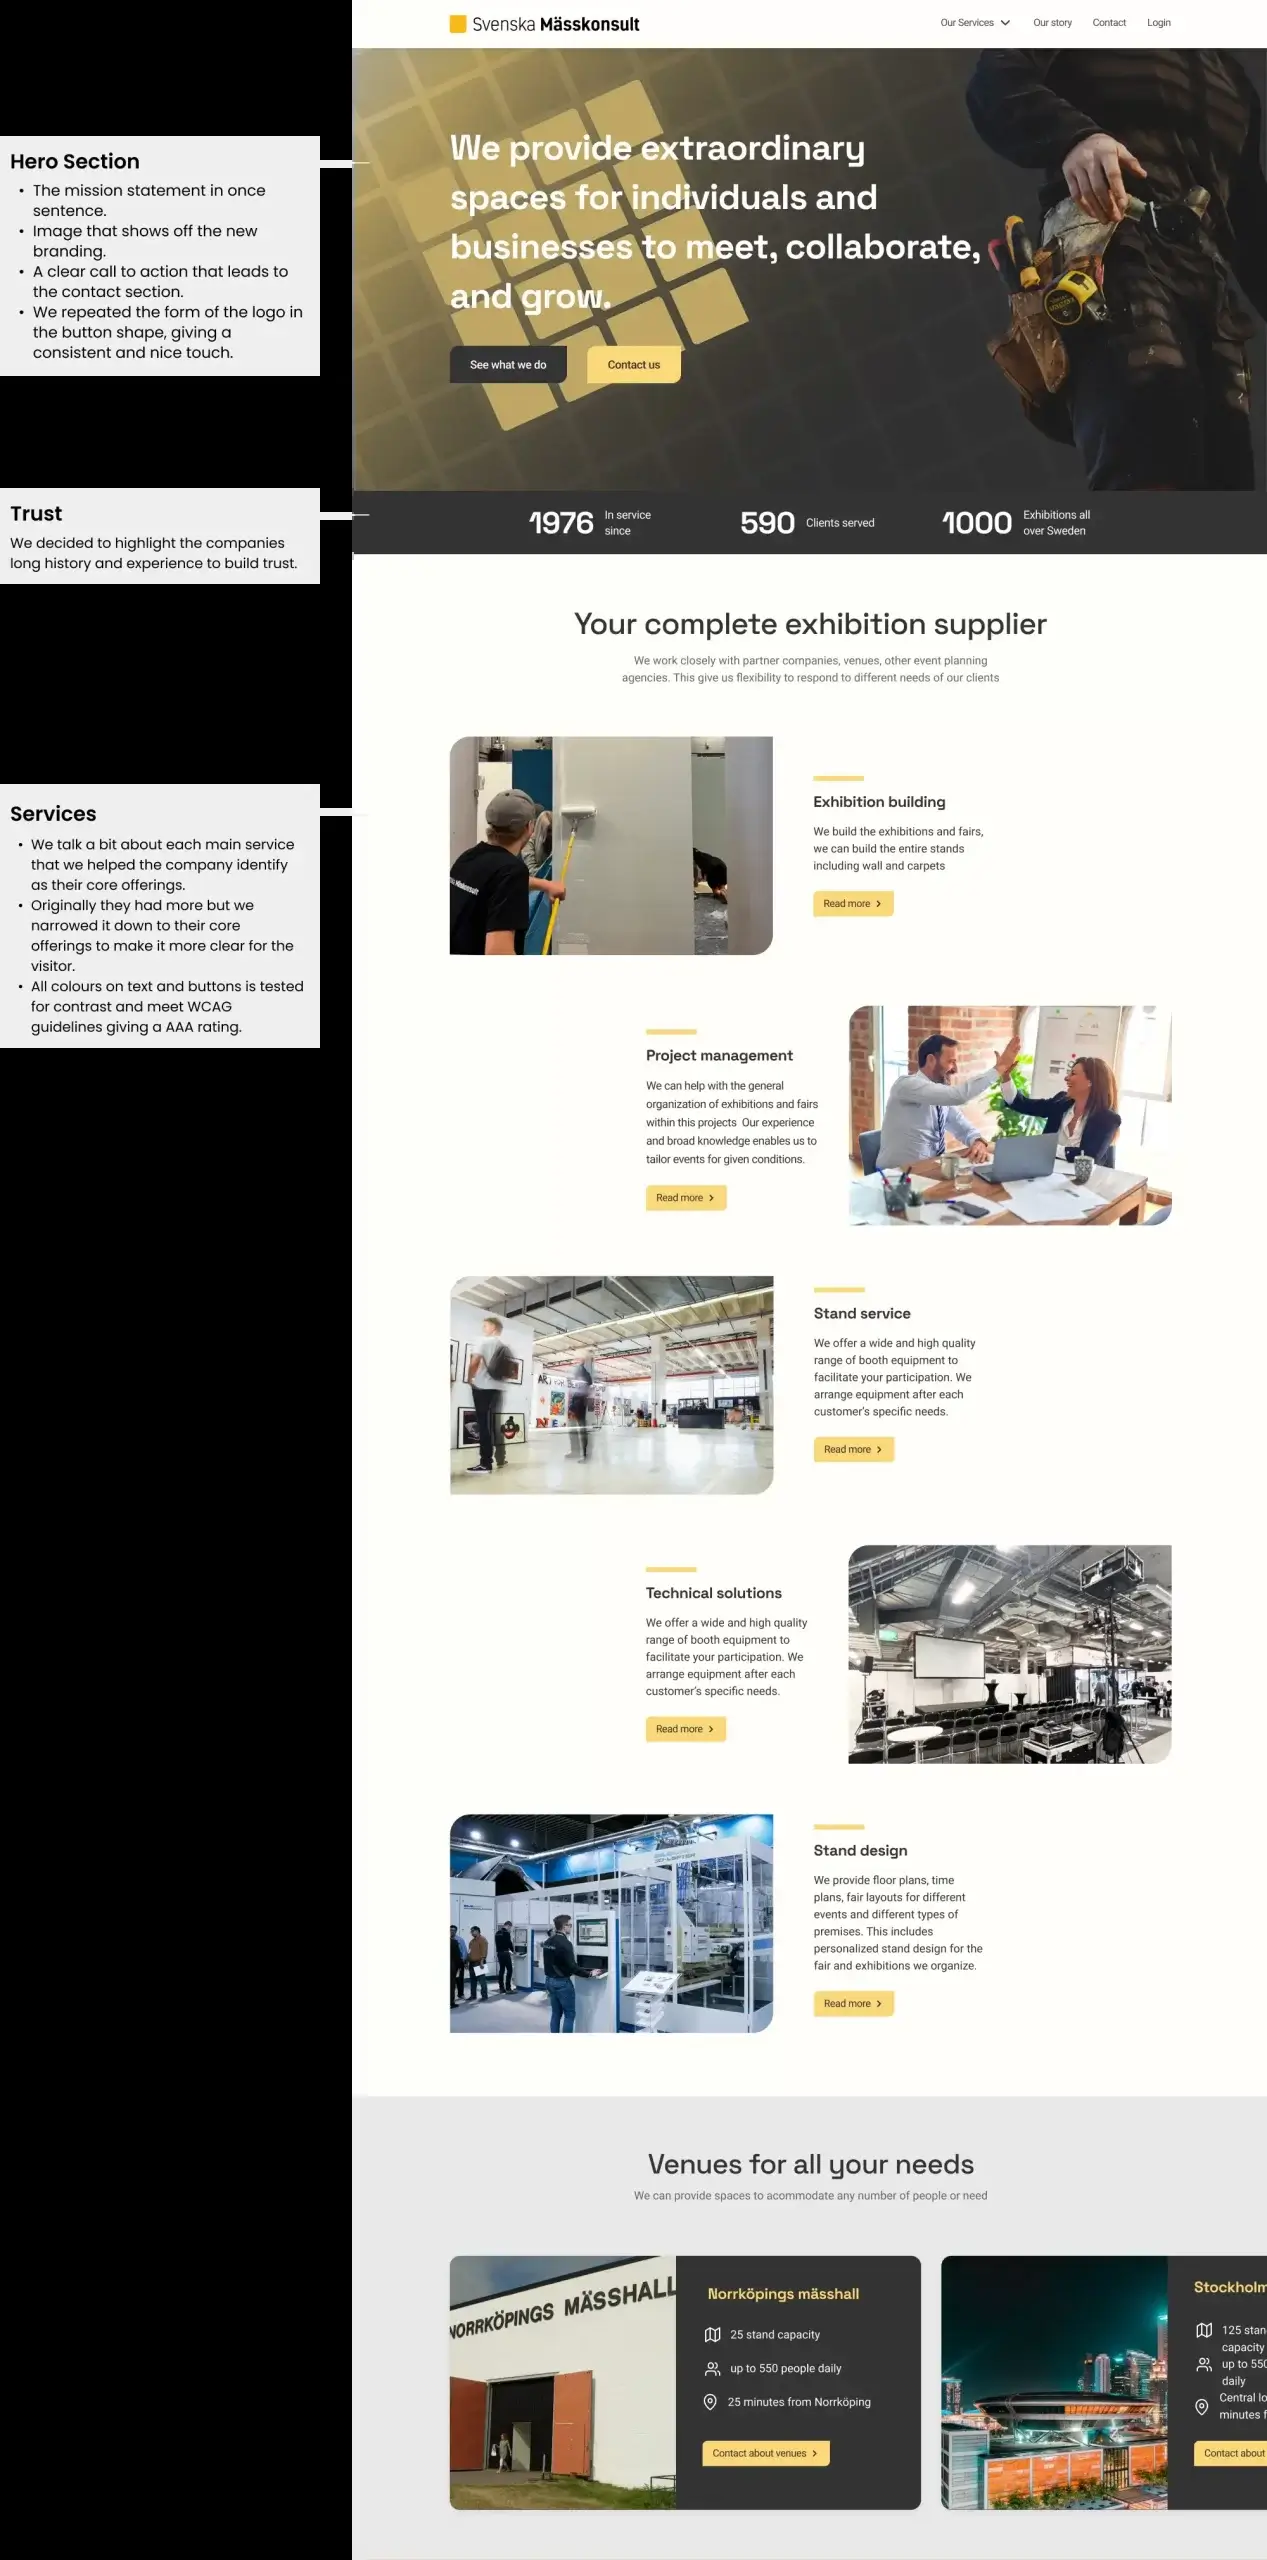 Svenska Mässkonsult
Our Services
Our story
Contact
Login
Hero Section
• The mission statement in once
sentence.
• Image that shows off the new
branding.
• A clear call to action that leads to
the contact section.
• We repeated the form of the logo in
the button shape, giving a
consistent and nice touch.
We provide extraordinary
spaces for individuals and
businesses to meet, collaborate,
and grow.
See what we do
Contact us
Trust
We decided to highlight the companies
long history and experience to build trust.
1976
In service
since
590
Clients served
1000
Exhibitions all
over Sweden
Your complete exhibition supplier
We work closely with partner companies, venues, other event planning
agencies. This give us flexibility to respond to different needs of our clients
Services
• We talk a bit about each main service
that we helped the company identify
as their core offerings.
• Originally they had more but we
narrowed it down to their core
offerings to make it more clear for the
visitor.
• All colours on text and buttons is tested
for contrast and meet WCAG
guidelines giving a AAA rating.
Exhibition building
We build the exhibitions and fairs,
we can build the entire stands
including wall and carpets
Read more
Project management
We can help with the general
organization of exhibitions and fairs
within this projects  Our experience
and broad knowledge enables us to
tailor events for given conditions.
Read more
Stand service
We offer a wide and high quality
range of booth equipment to
facilitate your participation. We
arrange equipment after each
customer's specific needs.
Read more
Technical solutions
We offer a wide and high quality
range of booth equipment to
facilitate your participation. We
arrange equipment after each
customer's specific needs.
Read more
Stand design
We provide floor plans, time
plans, fair layouts for different
events and different types of
premises. This includes
personalized stand design for the
fair and exhibitions we organize.
Read more
Venues for all your needs
We can provide spaces to acommodate any number of people or need
NORRKÖPINGS MÄSSHALL
Norrköpings mässhall
25 stand capacity
up to 550 people daily
25 minutes from Norrköping
Contact about venues
Stockholm
125 stan
capacity
up to 550
daily
Central lo
minutes f
Contact about